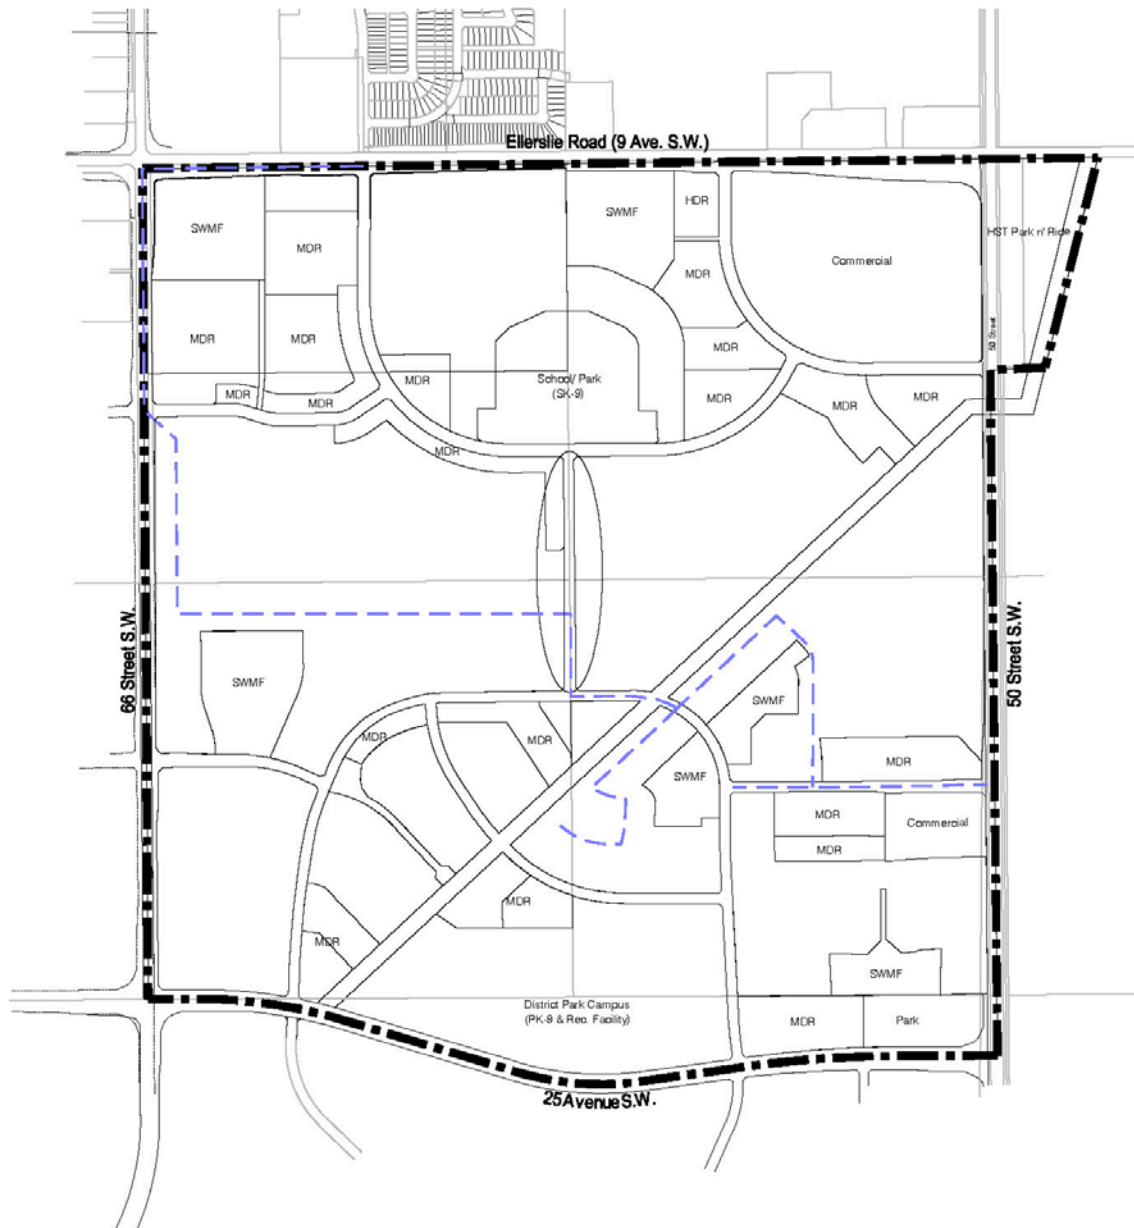 Ellerslie Road (9 Ave. S.W.)
SWMF
MDR
SWMF
HDR
MDR
Commercial
HST Park n' Ride
50 Street
MDR
MDR
MDR
MDR
MDR
MDR
School/ Park
(SK-9)
MDR
MDR
MDR
MDR
66 Street S.W.
50 Street S.W.
SWMF
SWMF
MDR
MDR
SWMF
MDR
MDR
Commercial
MDR
MDR
MDR
SWMF
District Park Campus
(PK-9 & Rec. Facility)
MDR
Park
25 Avenue S.W.